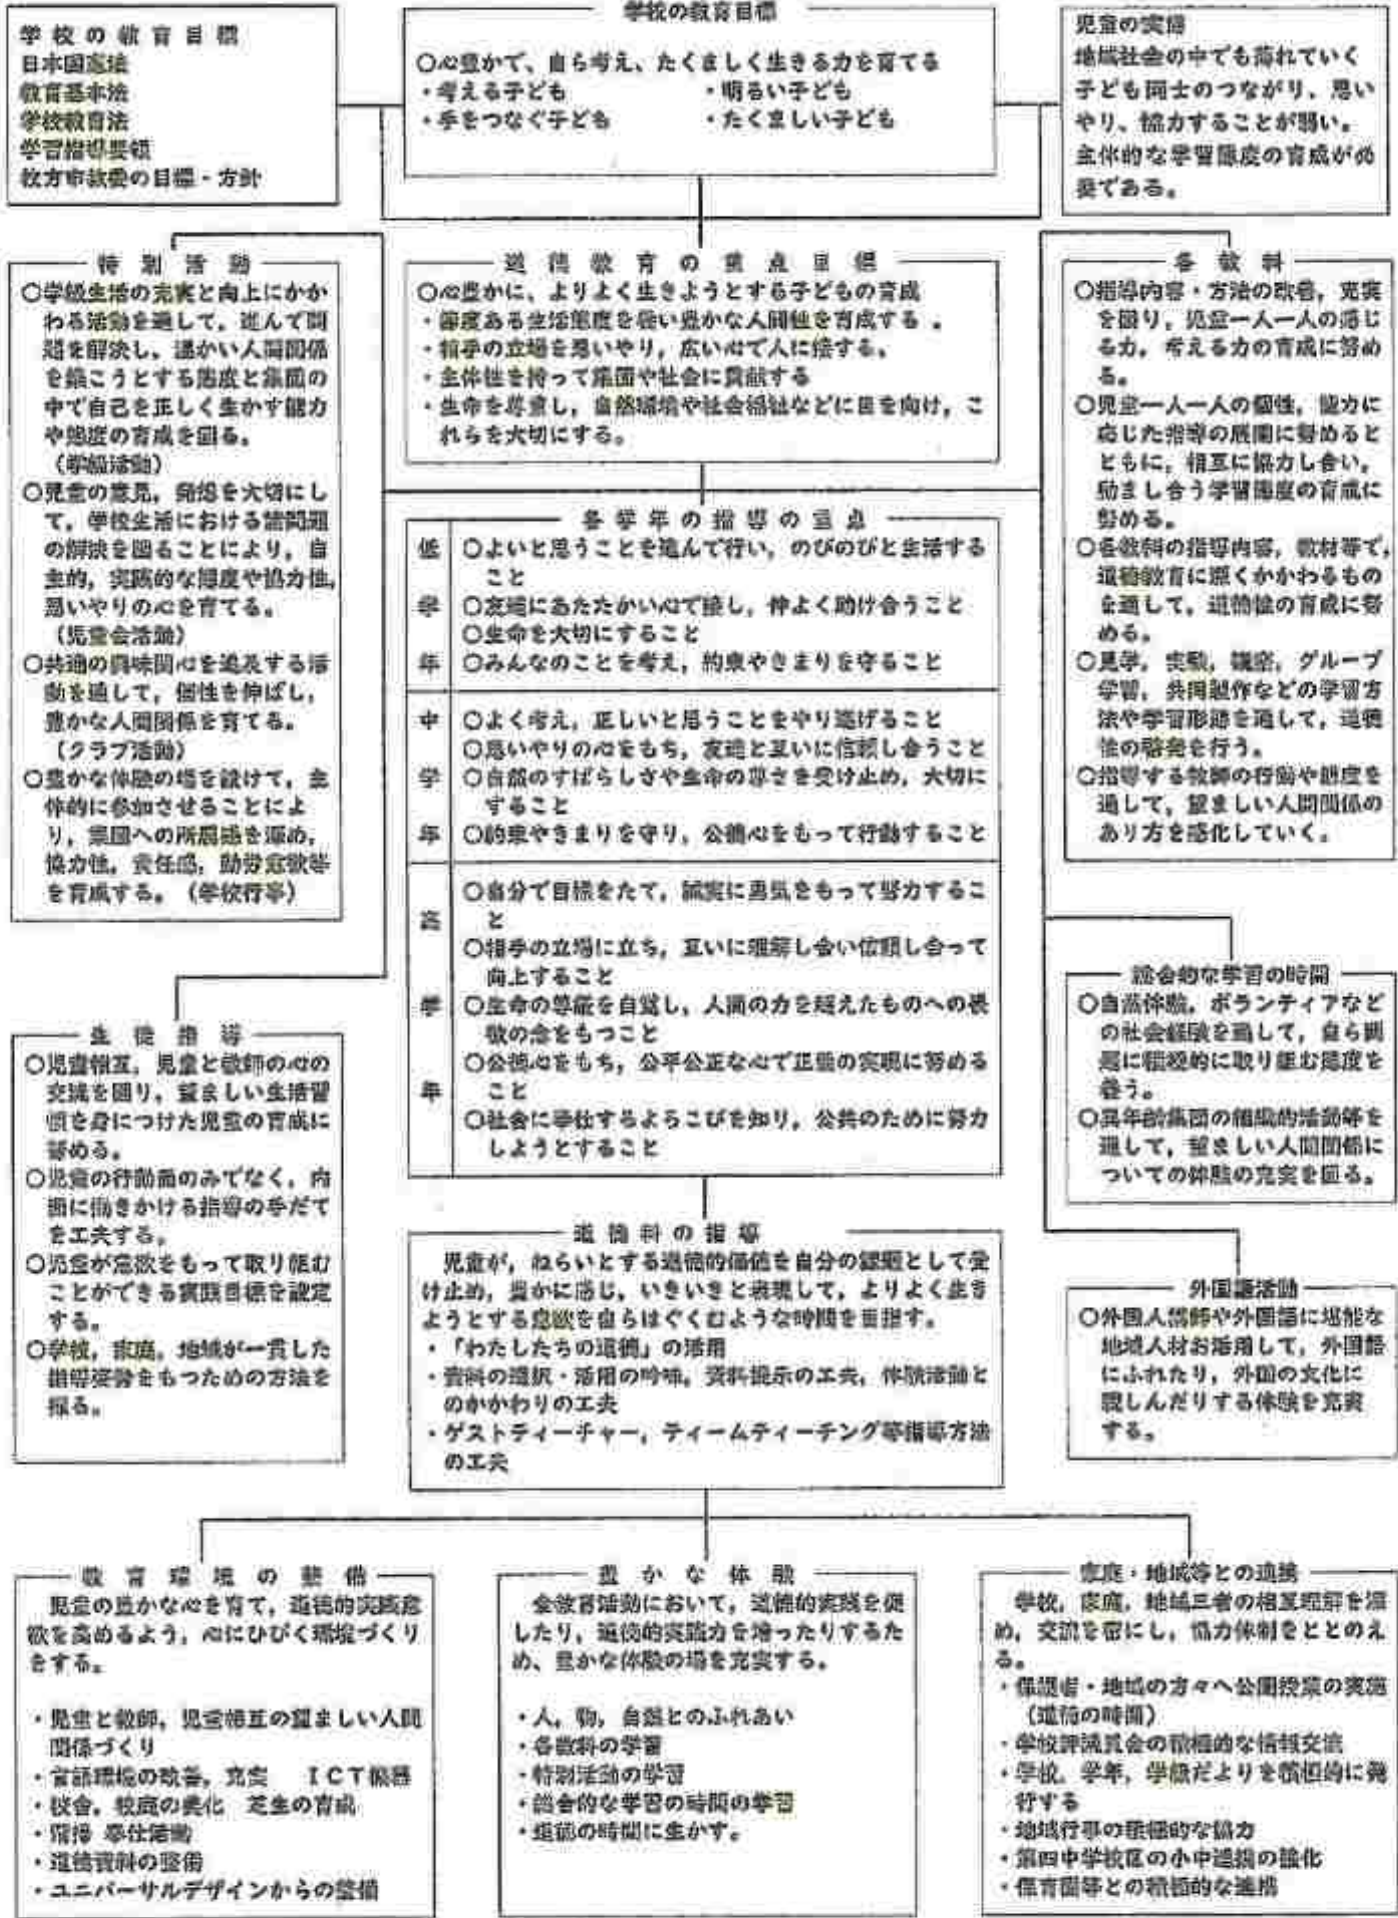 学校の教育目標
日本国憲法
教育基本法
学校教育法
学習指導要領
枚方市教委の目標・方針
学校の教育目標
○心豊かで、自ら考え、たくましく生きる力を育てる
・考える子ども ・明るい子ども
・手をつなぐ子ども ・たくましい子ども
児童の実態
地域社会の中でも薄れていく
子ども同士のつながり、思い
やり、協力することが弱い。
主体的な学習態度の育成が必
要である。
特別活動
○学級生活の充実と向上にかか
わる活動を通して，進んで問
題を解決し，温かい人間関係
を築こうとする態度と集団の
中で自己を正しく生かす能力
や態度の育成を図る。
（学級活動）
○児童の意見，発想を大切にし
て，学校生活における諸問題
の解決を図ることにより，自
主的，実践的な態度や協力性，
思いやりの心を育てる。
（児童会活動）
○共通の興味関心を追及する活
動を通して，個性を伸ばし，
豊かな人間関係を育てる。
（クラブ活動）
○豊かな体験の場を設けて，主
体的に参加させることによ
り，集団への所属感を深め，
協力性，責任感，勤労意欲等
を育成する。（学校行事）
道徳教育の重点目標
○心豊かに、よりよく生きようとする子どもの育成
・節度ある生活態度を養い豊かな人間性を育成する。
・相手の立場を思いやり，広い心で人に接する。
・主体性を持って集団や社会に貢献する
・生命を尊重し，自然環境や社会福祉などに目を向け，こ
れらを大切にする。
各教科
○指導内容・方法の改善，充実
を図り，児童一人一人の感じ
る力，考える力の育成に努め
る。
○児童一人一人の個性，能力に
応じた指導の展開に努めると
ともに，相互に協力し合い，
励まし合う学習態度の育成に
努める。
○各教科の指導内容，教材等で，
道徳教育に深くかかわるもの
を通して，道徳性の育成に努
める。
○見学，実験，観察，グループ
学習，共同製作などの学習方
法や学習形態を通して，道徳
性の啓発を行う。
○指導する教師の行動や態度を
通して，望ましい人間関係の
あり方を感化していく。
各学年の指導の重点
低学年
○よいと思うことを進んで行い，のびのびと生活する
こと
○友達にあたたかい心で接し，仲よく助け合うこと
○生命を大切にすること
○みんなのことを考え，約束やきまりを守ること
中学年
○よく考え，正しいと思うことをやり遂げること
○思いやりの心をもち，友達と互いに信頼し合うこと
○自然のすばらしさや生命の尊さを受け止め，大切に
すること
○約束やきまりを守り，公徳心をもって行動すること
高学年
○自分で目標をたて，誠実に勇気をもって努力するこ
と
○相手の立場に立ち，互いに理解し合い信頼し合って
向上すること
○生命の尊厳を自覚し，人間の力を超えたものへの畏
敬の念をもつこと
○公徳心をもち，公平公正な心で正義の実現に努める
こと
○社会に奉仕するよろこびを知り，公共のために努力
しようとすること
生徒指導
○児童相互，児童と教師の心の
交流を図り，望ましい生活習
慣を身につけた児童の育成に
努める。
○児童の行動面のみでなく，内
面に働きかける指導の手だて
を工夫する。
○児童が意欲をもって取り組む
ことができる実践目標を設定
する。
○学校，家庭，地域が一貫した
指導姿勢をもつための方法を
探る。
総合的な学習の時間
○自然体験，ボランティアなど
の社会経験を通して，自ら課
題に積極的に取り組む態度を
養う。
○異年齢集団の組織的活動等を
通して，望ましい人間関係に
ついての体験の充実を図る。
道徳科の指導
児童が，ねらいとする道徳的価値を自分の課題として受
け止め，豊かに感じ，いきいきと表現して，よりよく生き
ようとする意欲を自らはぐくむような時間を目指す。
・「わたしたちの道徳」の活用
・資料の選択・活用の吟味，資料提示の工夫，体験活動と
のかかわりの工夫
・ゲストティーチャー，ティームティーチング等指導方法
の工夫
外国語活動
○外国人講師や外国語に堪能な
地域人材お活用して，外国語
にふれたり，外国の文化に
親しんだりする体験を充実
する。
教育環境の整備
児童の豊かな心を育て，道徳的実践意
欲を高めるよう，心にひびく環境づくり
をする。
・児童と教師，児童相互の望ましい人間
関係づくり
・言語環境の改善，充実 ＩＣＴ機器
・校舎，校庭の美化 芝生の育成
・清掃 奉仕活動
・道徳資料の整備
・ユニバーサルデザインからの整備
豊かな体験
全教育活動において，道徳的実践を促
したり，道徳的実践力を培ったりするた
め、豊かな体験の場を充実する。
・人，物，自然とのふれあい
・各教科の学習
・特別活動の学習
・総合的な学習の時間の学習
・道徳の時間に生かす。
家庭・地域等との連携
学校，家庭，地域三者の相互理解を深
め，交流を密にし，協力体制をととのえ
る。
・保護者・地域の方々へ公開授業の実施
（道徳の時間）
・学校評議員会の積極的な情報交流
・学校，学年，学級だよりを積極的に発
行する
・地域行事の積極的な協力
・第四中学校区の小中連携の強化
・保育園等との積極的な連携